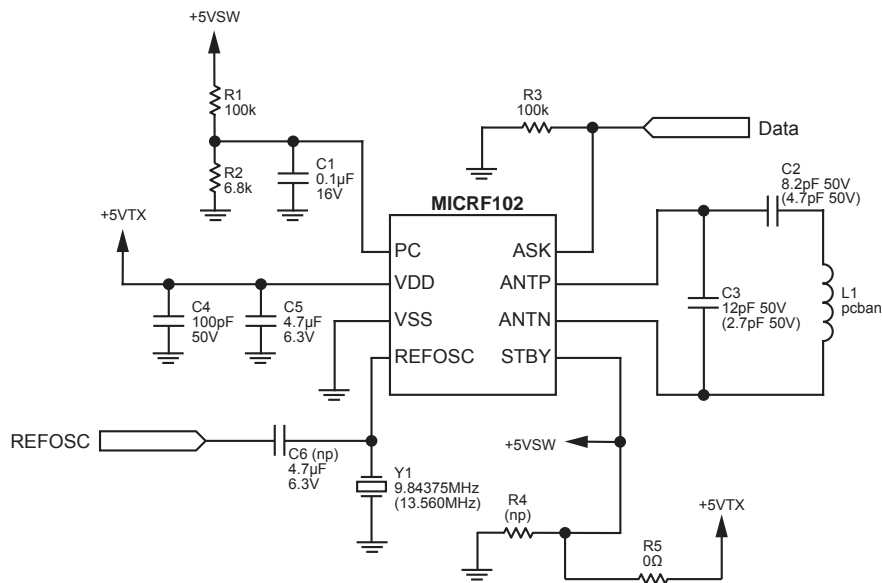 +5VSW
R1
100k
R2
6.8k
C1
0.1µF
16V
R3
100k
Data
C2
8.2pF 50V
(4.7pF 50V)
+5VTX
MICRF102
PC
VDD
VSS
REFOSC
ASK
ANTP
ANTN
STBY
C4
100pF
50V
C5
4.7µF
6.3V
C3
12pF 50V
(2.7pF 50V)
L1
pcban
REFOSC
C6 (np)
4.7µF
6.3V
Y1
9.84375MHz
(13.560MHz)
+5VSW
R4
(np)
R5
0Ω
+5VTX